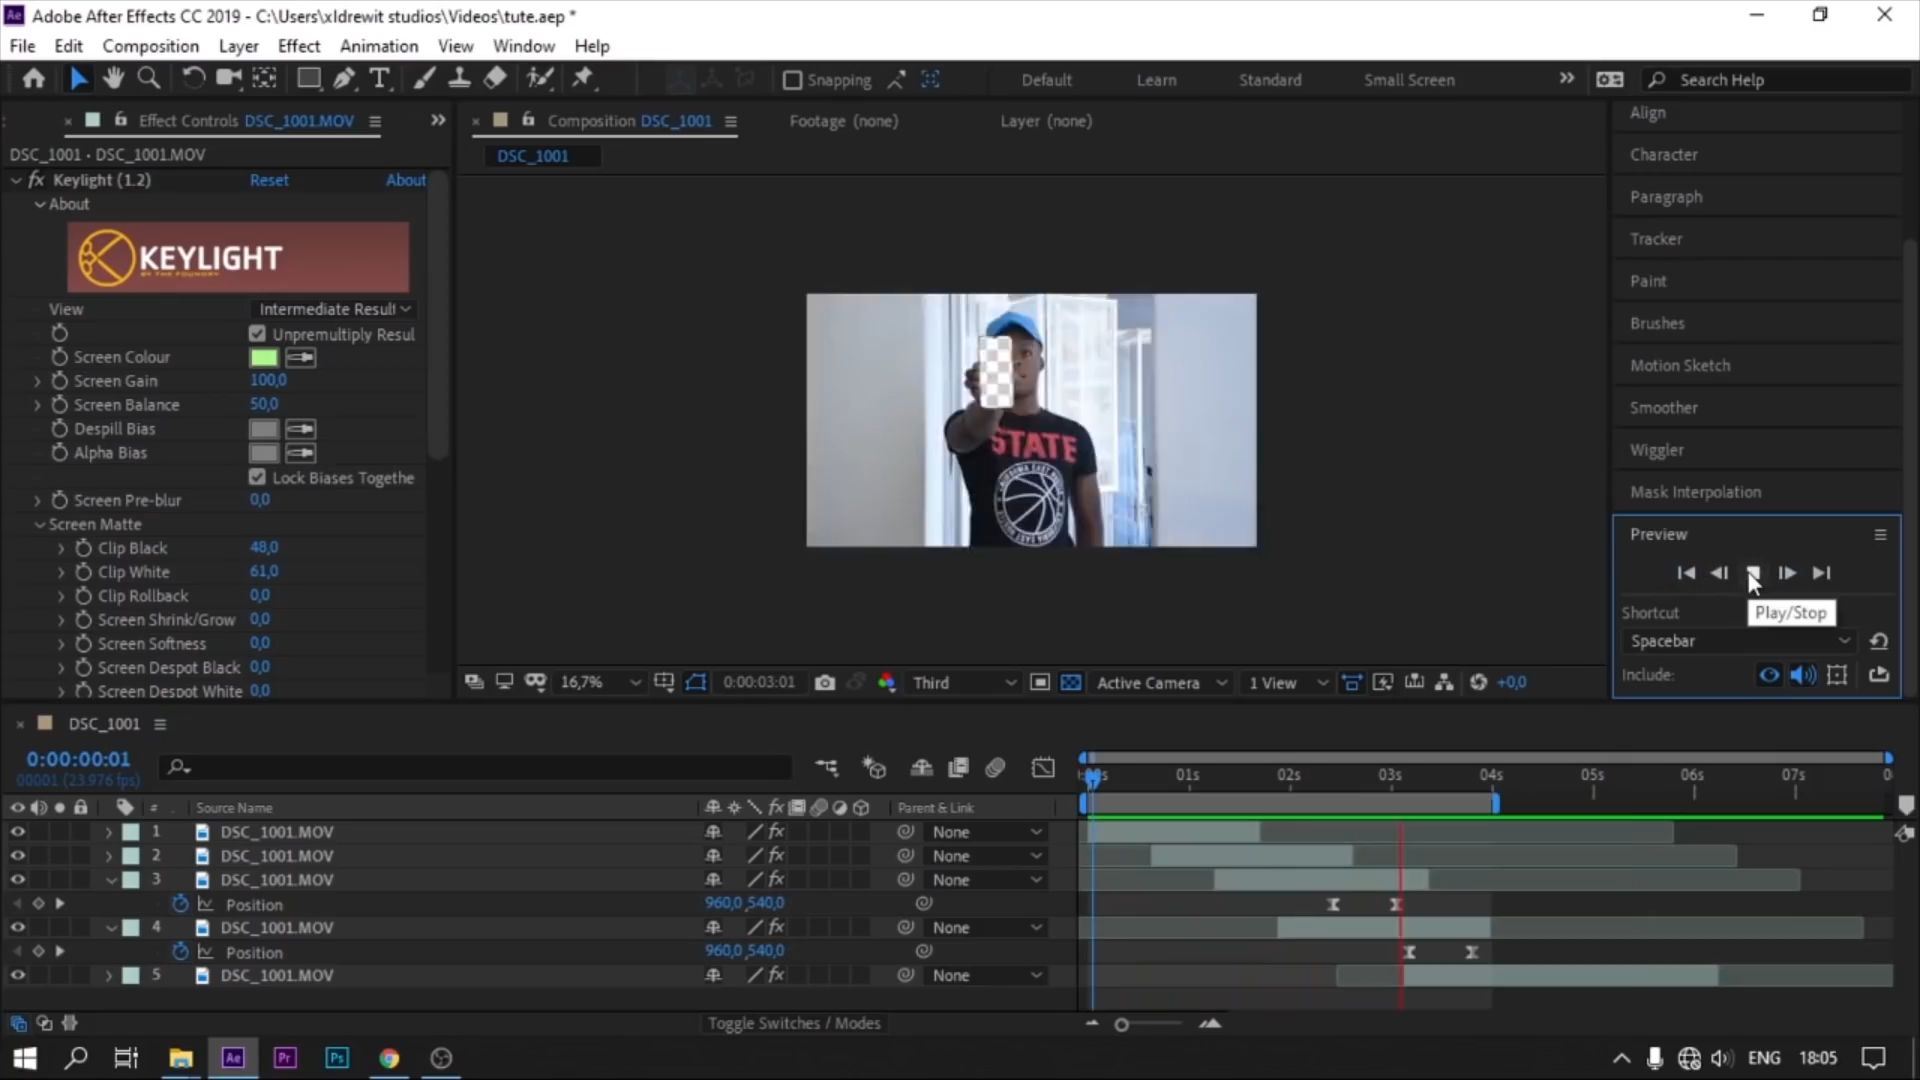 Ae Adobe After Effects CC 2019 - C:\Users\xIdrewit studios\Videos\tute.aep *
File Edit Composition Layer Effect Animation View Window Help
Snapping Default Learn Standard Small Screen Search Help
Effect Controls DSC_1001.MOV
Composition DSC_1001 Footage (none) Layer (none)
DSC_1001 • DSC_1001.MOV
DSC_1001
fx Keylight (1.2) Reset About
About
KEYLIGHT
BY THE FOUNDRY
View Intermediate Result
Unpremultiply Resul
Screen Colour
Screen Gain 100,0
Screen Balance 50,0
Despill Bias
Alpha Bias
Lock Biases Togethe
Screen Pre-blur 0,0
Screen Matte
Clip Black 48,0
Clip White 61,0
Clip Rollback 0,0
Screen Shrink/Grow 0,0
Screen Softness 0,0
Screen Despot Black 0,0
Screen Despot White 0,0
STATE
16,7% 0:00:03:01 Third Active Camera 1 View +0,0
Align
Character
Paragraph
Tracker
Paint
Brushes
Motion Sketch
Smoother
Wiggler
Mask Interpolation
Preview
Play/Stop
Shortcut
Spacebar
Include:
DSC_1001
0:00:00:01
00001 (23.976 fps)
01s 02s 03s 04s 05s 06s 07s
# Source Name fx Parent & Link
1 DSC_1001.MOV fx None
2 DSC_1001.MOV fx None
3 DSC_1001.MOV fx None
Position 960,0,540,0
4 DSC_1001.MOV fx None
Position 960,0,540,0
5 DSC_1001.MOV fx None
Toggle Switches / Modes
Ae Pr Ps ENG 18:05